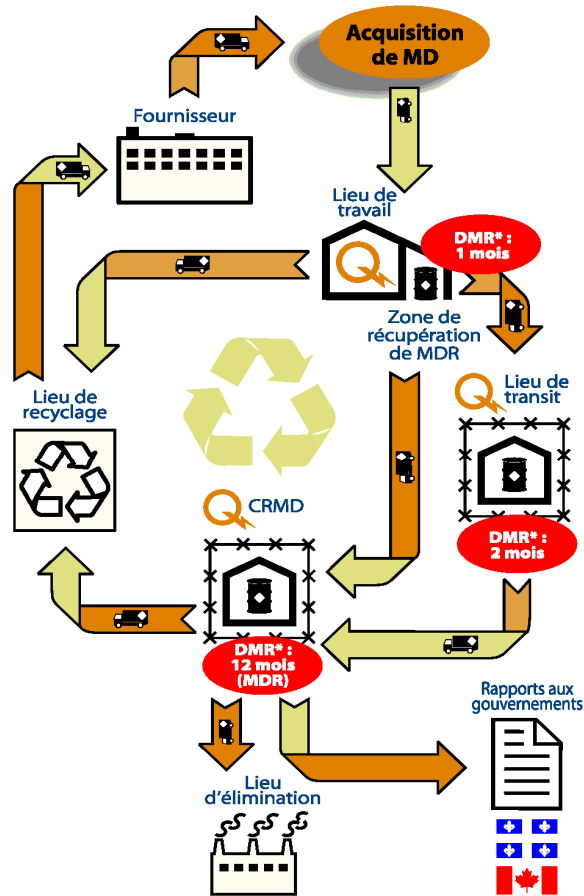 Acquisition
de MD
Fournisseur
Lieu de
travail
DMR* :
1 mois
Zone de
récupération
de MDR
Lieu de
transit
DMR* :
2 mois
Lieu de
recyclage
CRMD
DMR* :
12 mois
(MDR)
Rapports aux
gouvernements
Lieu
d’élimination